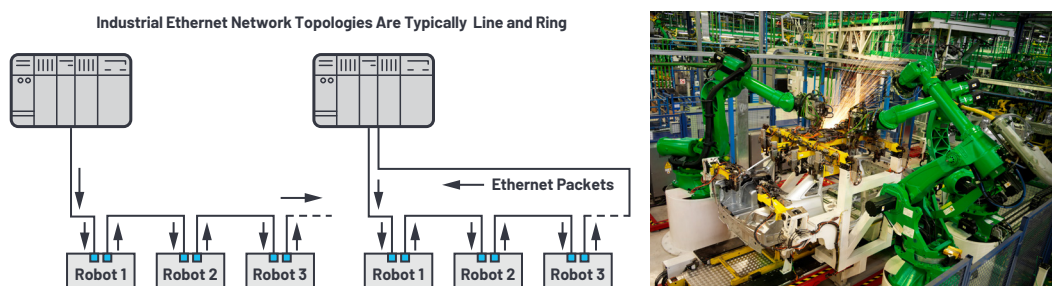 Industrial Ethernet Network Topologies Are Typically Line and Ring
Ethernet Packets
Robot 1 Robot 2 Robot 3 Robot 1 Robot 2 Robot 3